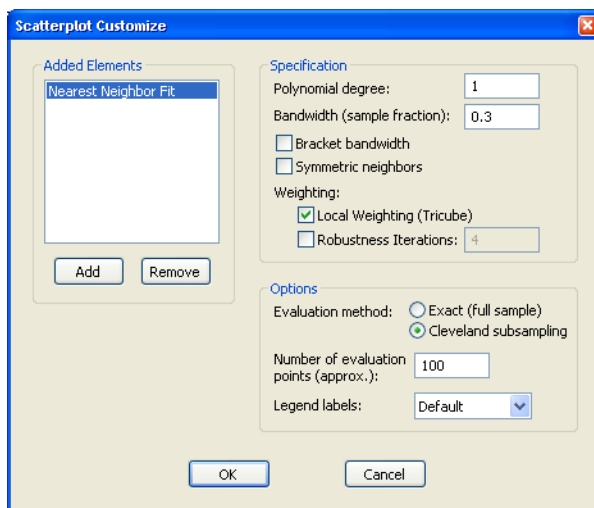 Scatterplot Customize
Added Elements
Nearest Neighbor Fit
Add
Remove
Specification
Polynomial degree:
1
Bandwidth (sample fraction):
0.3
Bracket bandwidth
Symmetric neighbors
Weighting:
Local Weighting (Tricube)
Robustness Iterations:
4
Options
Evaluation method:
Exact (full sample)
Cleveland subsampling
Number of evaluation
points (approx.):
100
Legend labels:
Default
OK
Cancel